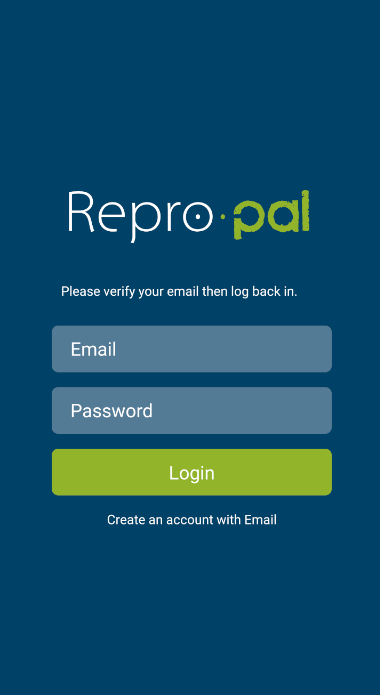 Repro·pal
Please verify your email then log back in.
Email
Password
Login
Create an account with Email